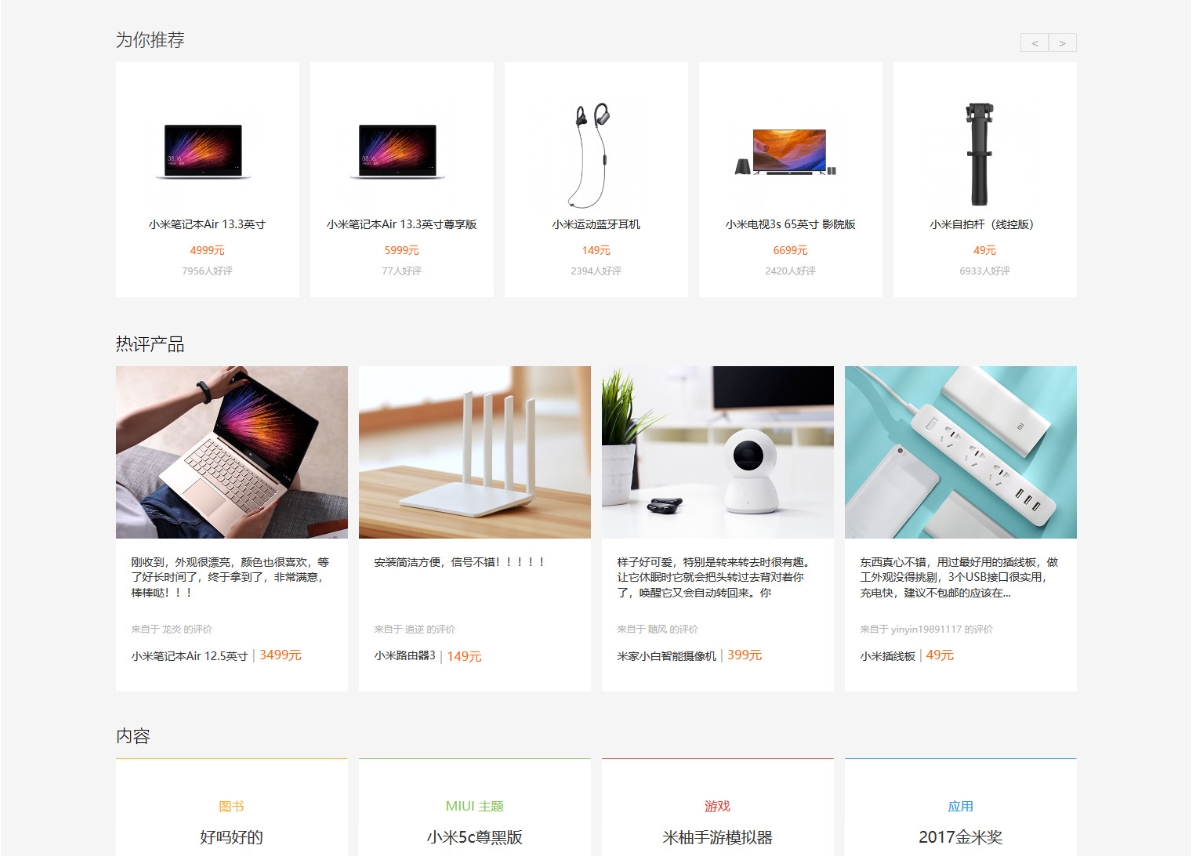 为你推荐
< >
小米笔记本Air 13.3英寸
4999元
7956人好评
小米笔记本Air 13.3英寸尊享版
5999元
77人好评
小米运动蓝牙耳机
149元
2394人好评
小米电视3s 65英寸 影院版
6699元
2420人好评
小米自拍杆（线控版）
49元
6933人好评
热评产品
刚收到，外观很漂亮，颜色也很喜欢，等
了好长时间了，终于拿到了，非常满意，
棒棒哒！！！
来自于 龙炎 的评价
小米笔记本Air 12.5英寸 | 3499元
安装简洁方便，信号不错！！！！！
来自于 追逆 的评价
小米路由器3 | 149元
样子好可爱，特别是转来转去时很有趣。
让它休眠时它就会把头转过去背对着你
了，唤醒它又会自动转回来。你
来自于 飏风 的评价
米家小白智能摄像机 | 399元
东西真心不错，用过最好用的插线板，做
工外观没得挑剔，3个USB接口很实用，
充电快，建议不包邮的应该在...
来自于 yinyin19891117 的评价
小米插线板 | 49元
内容
图书
好吗好的
MIUI 主题
小米5c尊黑版
游戏
米柚手游模拟器
应用
2017金米奖